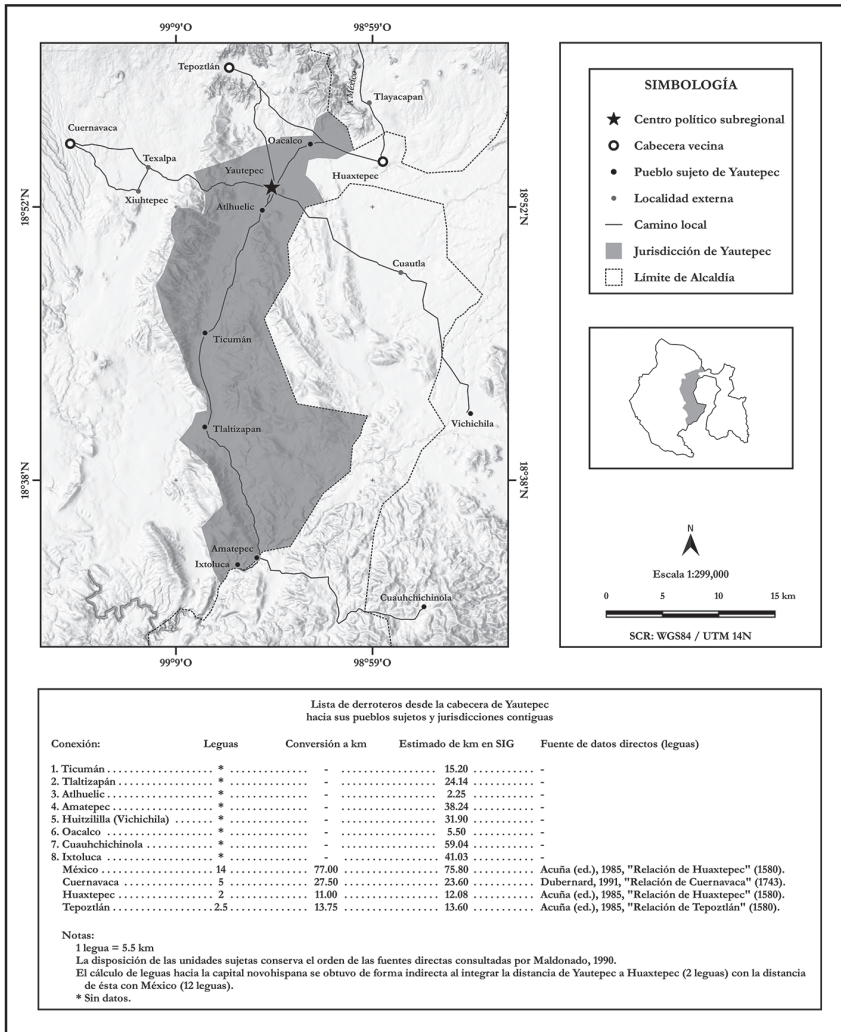 99°9'O
98°59'O
Tepoztlán
A México
Tlayacapan
Cuernavaca
Oacalco
Texalpa
Yautepec
Huaxtepec
Xiuhtepec
Atlhuelic
18°52'N
18°52'N
Cuautla
Ticumán
Vichichila
Tlaltizapan
18°38'N
18°38'N
Amatepec
Ixtoluca
Cuauhchichinola
99°9'O
98°59'O
SIMBOLOGÍA
Centro político subregional
Cabecera vecina
Pueblo sujeto de Yautepec
Localidad externa
Camino local
Jurisdicción de Yautepec
Límite de Alcaldía
N
Escala 1:299,000
0 5 10 15 km
SCR: WGS84 / UTM 14N
Lista de derroteros desde la cabecera de Yautepec
hacia sus pueblos sujetos y jurisdicciones contiguas
Conexión: Leguas Conversión a km Estimado de km en SIG Fuente de datos directos (leguas)
1. Ticumán * - 15.20 -
2. Tlaltizapán * - 24.14 -
3. Atlhuelic * - 2.25 -
4. Amatepec * - 38.24 -
5. Huitzililla (Vichichila) * - 31.90 -
6. Oacalco * - 5.50 -
7. Cuauhchichinola * - 59.04 -
8. Ixtoluca * - 41.03 -
México 14 77.00 75.80 Acuña (ed.), 1985, "Relación de Huaxtepec" (1580).
Cuernavaca 5 27.50 23.60 Dubernard, 1991, "Relación de Cuernavaca" (1743).
Huaxtepec 2 11.00 12.08 Acuña (ed.), 1985, "Relación de Huaxtepec" (1580).
Tepoztlán 2.5 13.75 13.60 Acuña (ed.), 1985, "Relación de Tepoztlán" (1580).
Notas:
1 legua = 5.5 km
La disposición de las unidades sujetas conserva el orden de las fuentes directas consultadas por Maldonado, 1990.
El cálculo de leguas hacia la capital novohispana se obtuvo de forma indirecta al integrar la distancia de Yautepec a Huaxtepec (2 leguas) con la distancia
de ésta con México (12 leguas).
* Sin datos.